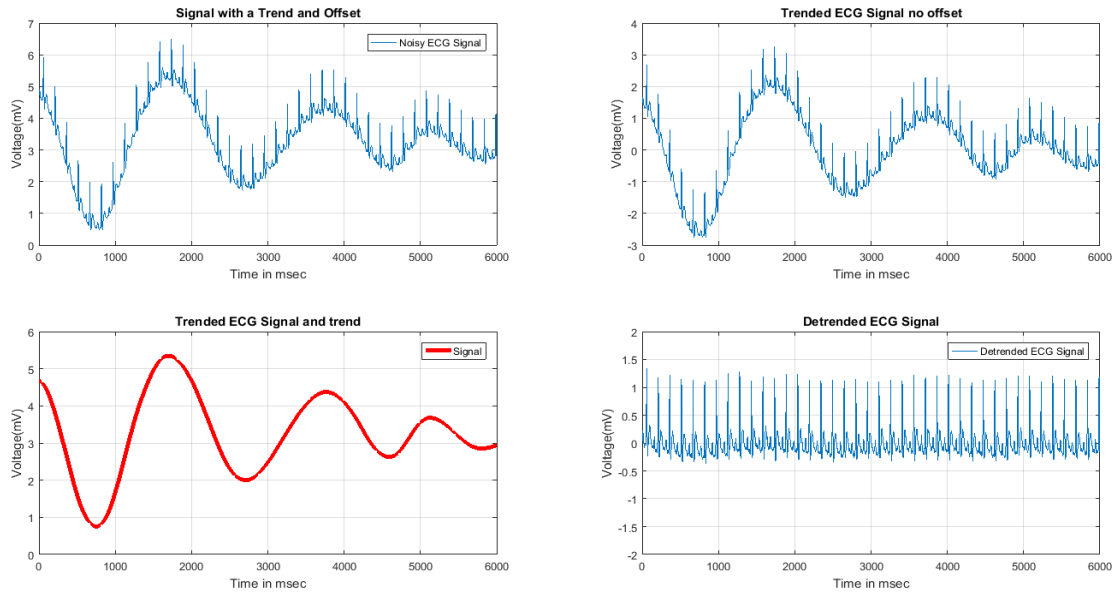 Signal with a Trend and Offset
7
6
5
4
3
2
1
0
Voltage(mV)
Noisy ECG Signal
0 1000 2000 3000 4000 5000 6000
Time in msec
Trended ECG Signal no offset
4
3
2
1
0
-1
-2
-3
Voltage(mV)
0 1000 2000 3000 4000 5000 6000
Time in msec
Trended ECG Signal and trend
6
5
4
3
2
1
0
Voltage(mV)
Signal
0 1000 2000 3000 4000 5000 6000
Time in msec
Detrended ECG Signal
2
1.5
1
0.5
0
-0.5
-1
-1.5
-2
Voltage(mV)
Detrended ECG Signal
0 1000 2000 3000 4000 5000 6000
Time in msec